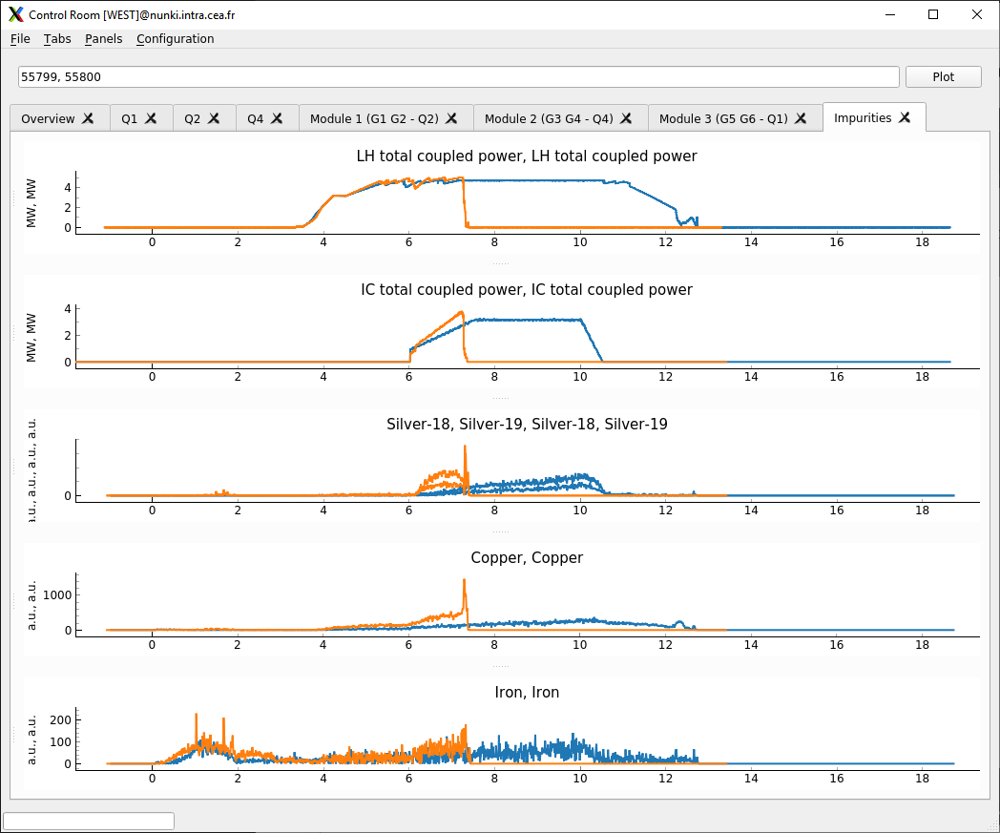 Control Room [WEST]@nunki.intra.cea.fr
File Tabs Panels Configuration
55799, 55800 Plot
Overview Q1 Q2 Q4 Module 1 (G1 G2 - Q2) Module 2 (G3 G4 - Q4) Module 3 (G5 G6 - Q1) Impurities
LH total coupled power, LH total coupled power
MW, MW
4
2
0
0 2 4 6 8 10 12 14 16 18
IC total coupled power, IC total coupled power
MW, MW
4
2
0
0 2 4 6 8 10 12 14 16 18
Silver-18, Silver-19, Silver-18, Silver-19
a.u., a.u., a.u., a.u.
0
0 2 4 6 8 10 12 14 16 18
Copper, Copper
a.u., a.u.
1000
0
0 2 4 6 8 10 12 14 16 18
Iron, Iron
a.u., a.u.
200
100
0
0 2 4 6 8 10 12 14 16 18